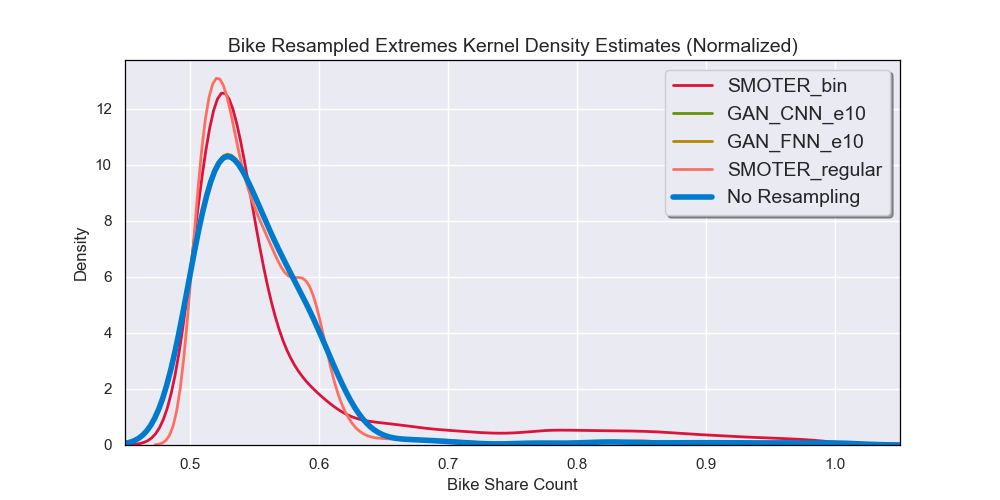 Bike Resampled Extremes Kernel Density Estimates (Normalized)
SMOTER_bin
GAN_CNN_e10
GAN_FNN_e10
SMOTER_regular
No Resampling
Density
12
10
8
6
4
2
0
0.5 0.6 0.7 0.8 0.9 1.0
Bike Share Count